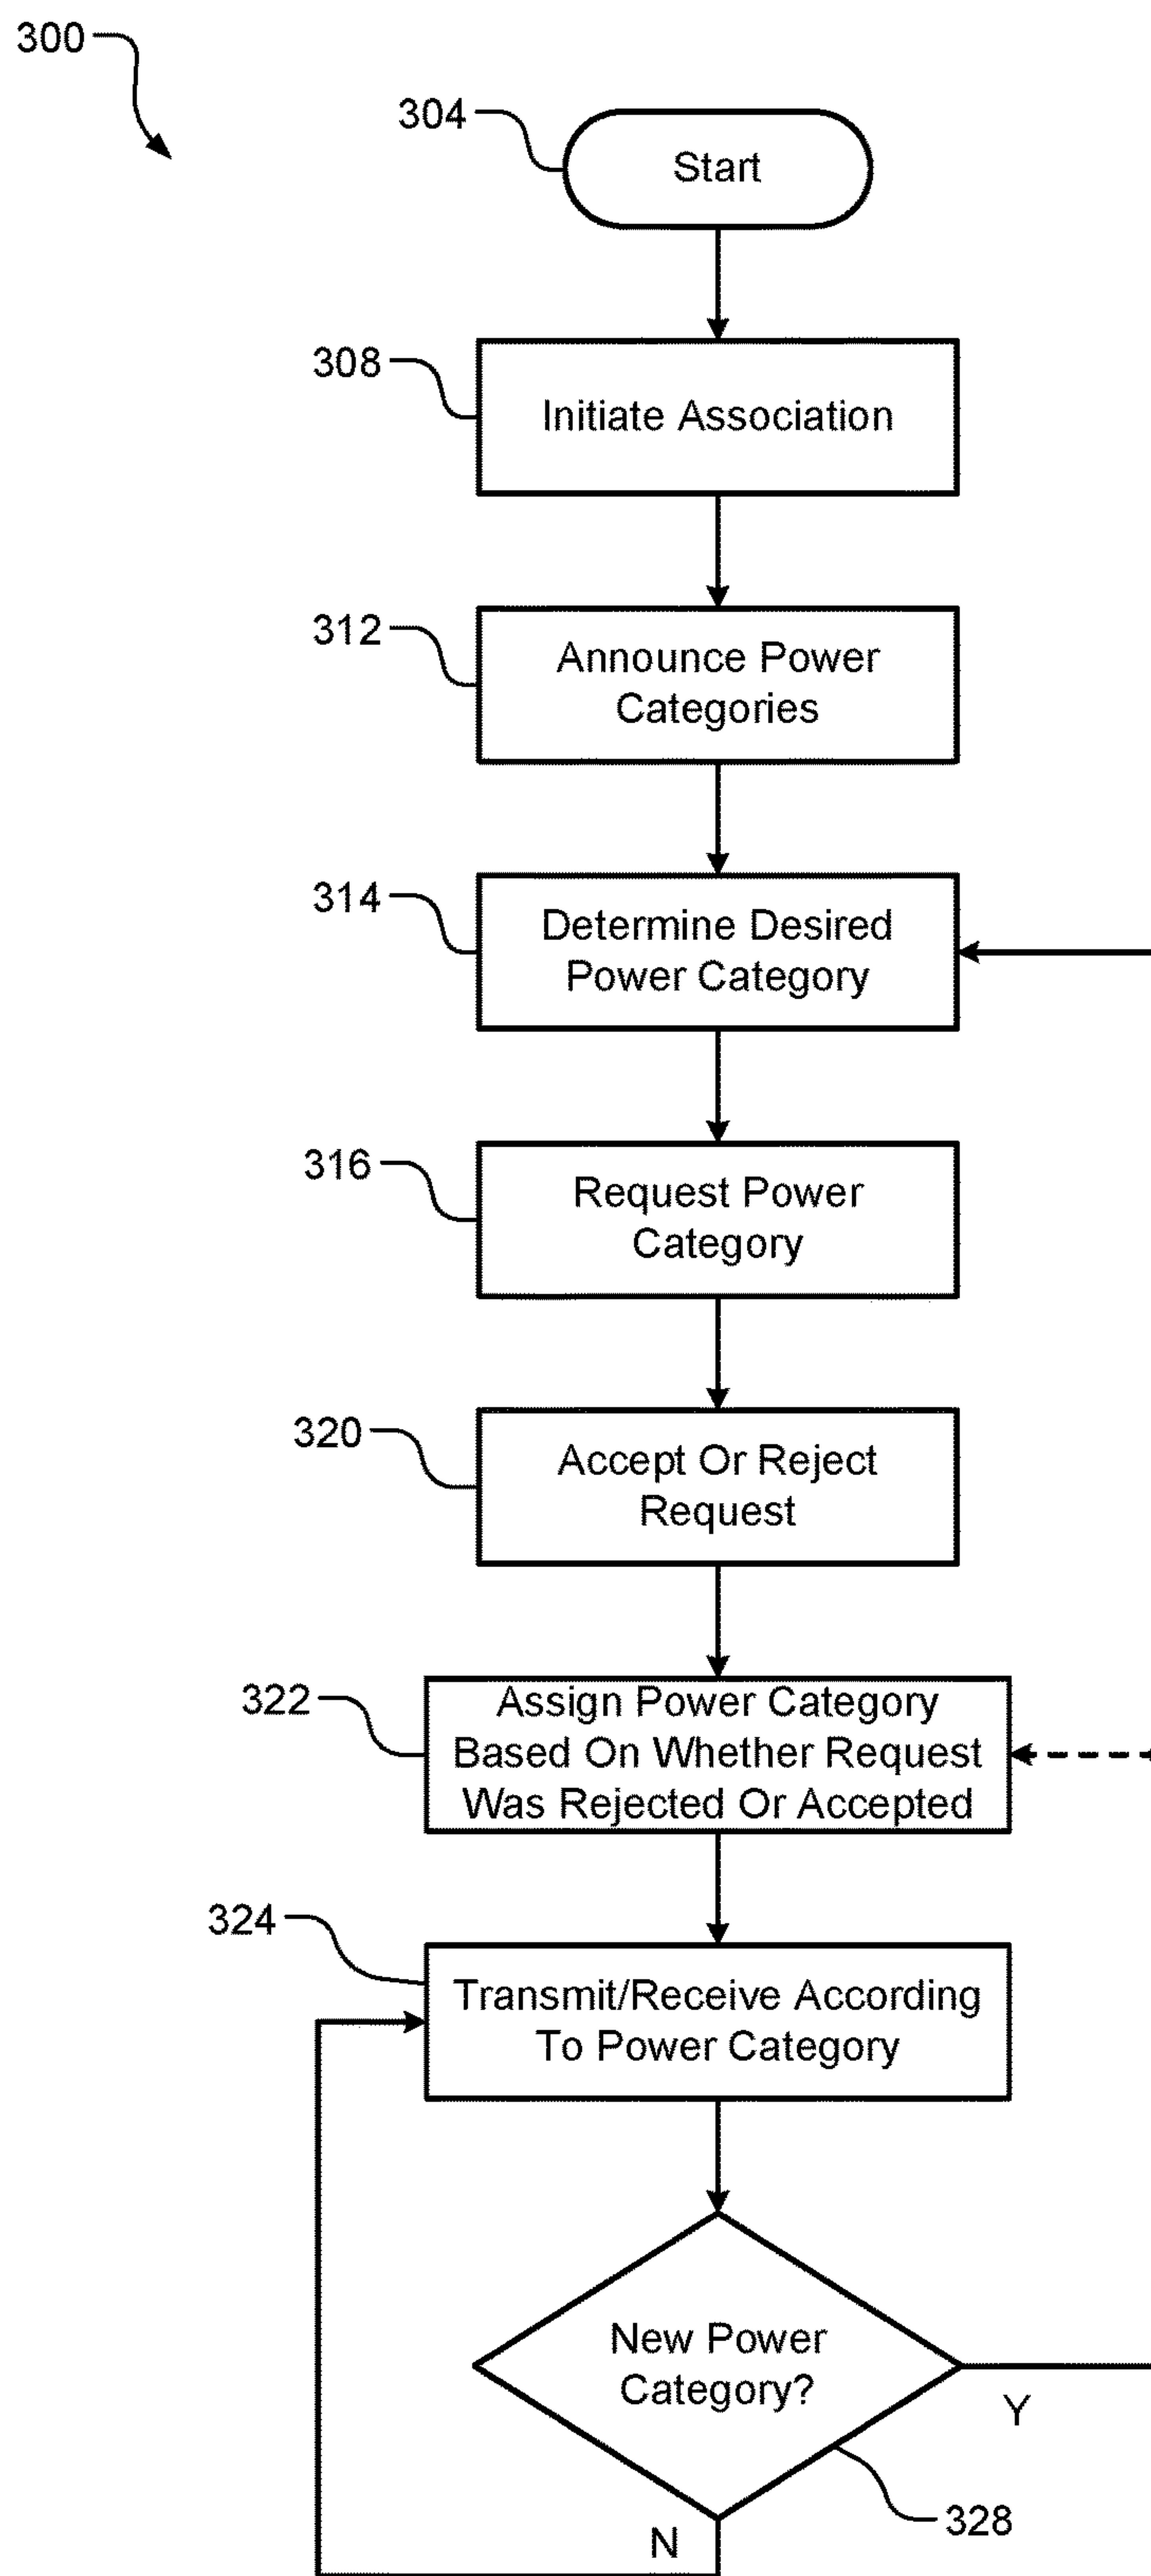 300
304
Start
308
Initiate Association
312
Announce Power
Categories
314
Determine Desired
Power Category
316
Request Power
Category
320
Accept Or Reject
Request
322
Assign Power Category
Based On Whether Request
Was Rejected Or Accepted
324
Transmit/Receive According
To Power Category
New Power
Category?
Y
328
N